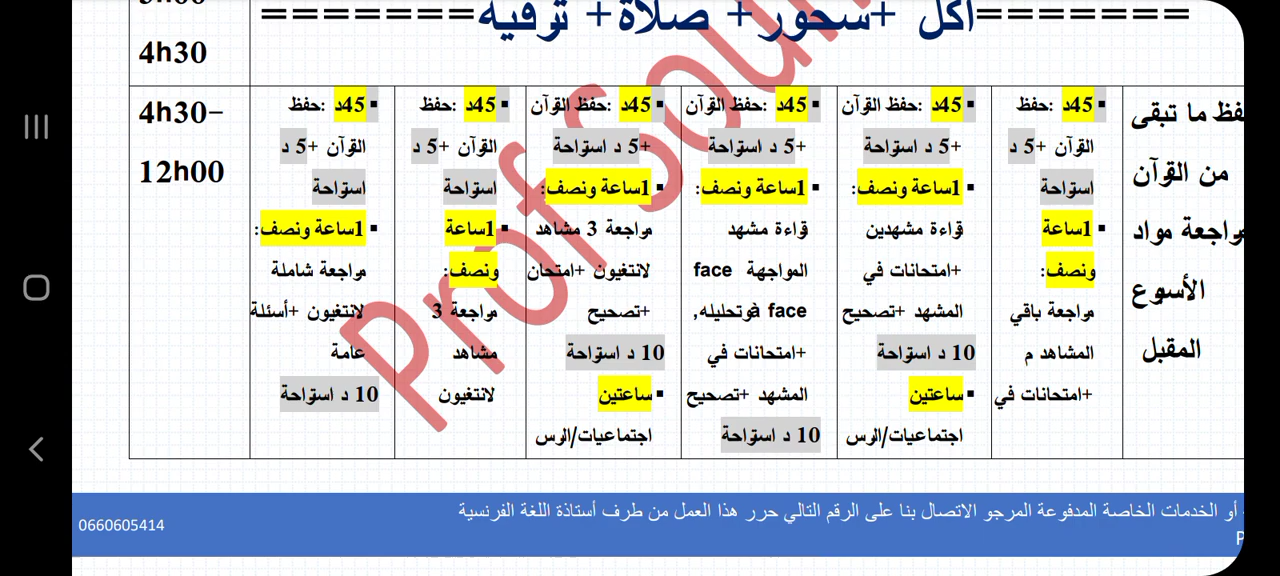 3h00
=======أكل +سحور + صلاة+ ترفيه=======
4h30
4h30–
12h00
حفظ ما تبقى
من القرآن
مراجعة مواد
الأسبوع
المقبل
45د :حفظ
القرآن +5 د
استراحة
1ساعة
ونصف:
مراجعة باقي
المشاهد م
+امتحانات في
45د :حفظ القرآن
+5 د استراحة
1ساعة ونصف:
قراءة مشهدين
+امتحانات في
المشهد +تصحيح
10 د استراحة
ساعتين
اجتماعيات/الرس
45د :حفظ القرآن
+5 د استراحة
1ساعة ونصف:
قراءة مشهد
المواجهة face
à face وتحليله,
+امتحانات في
المشهد +تصحيح
10 د استراحة
45د :حفظ القرآن
+5 د استراحة
1ساعة ونصف:
مراجعة 3 مشاهد
لانتغيون +امتحان
+تصحيح
10 د استراحة
ساعتين
اجتماعيات/الرس
45د :حفظ
القرآن +5 د
استراحة
1ساعة
ونصف:
مراجعة 3
مشاهد
لانتغيون
45د :حفظ
القرآن +5 د
استراحة
1ساعة ونصف:
مراجعة شاملة
لانتغيون +أسئلة
عامة
10 د استراحة
أو الخدمات الخاصة المدفوعة المرجو الاتصال بنا على الرقم التالي حرر هذا العمل من طرف أستاذة اللغة الفرنسية
0660605414
P
Prof Sou